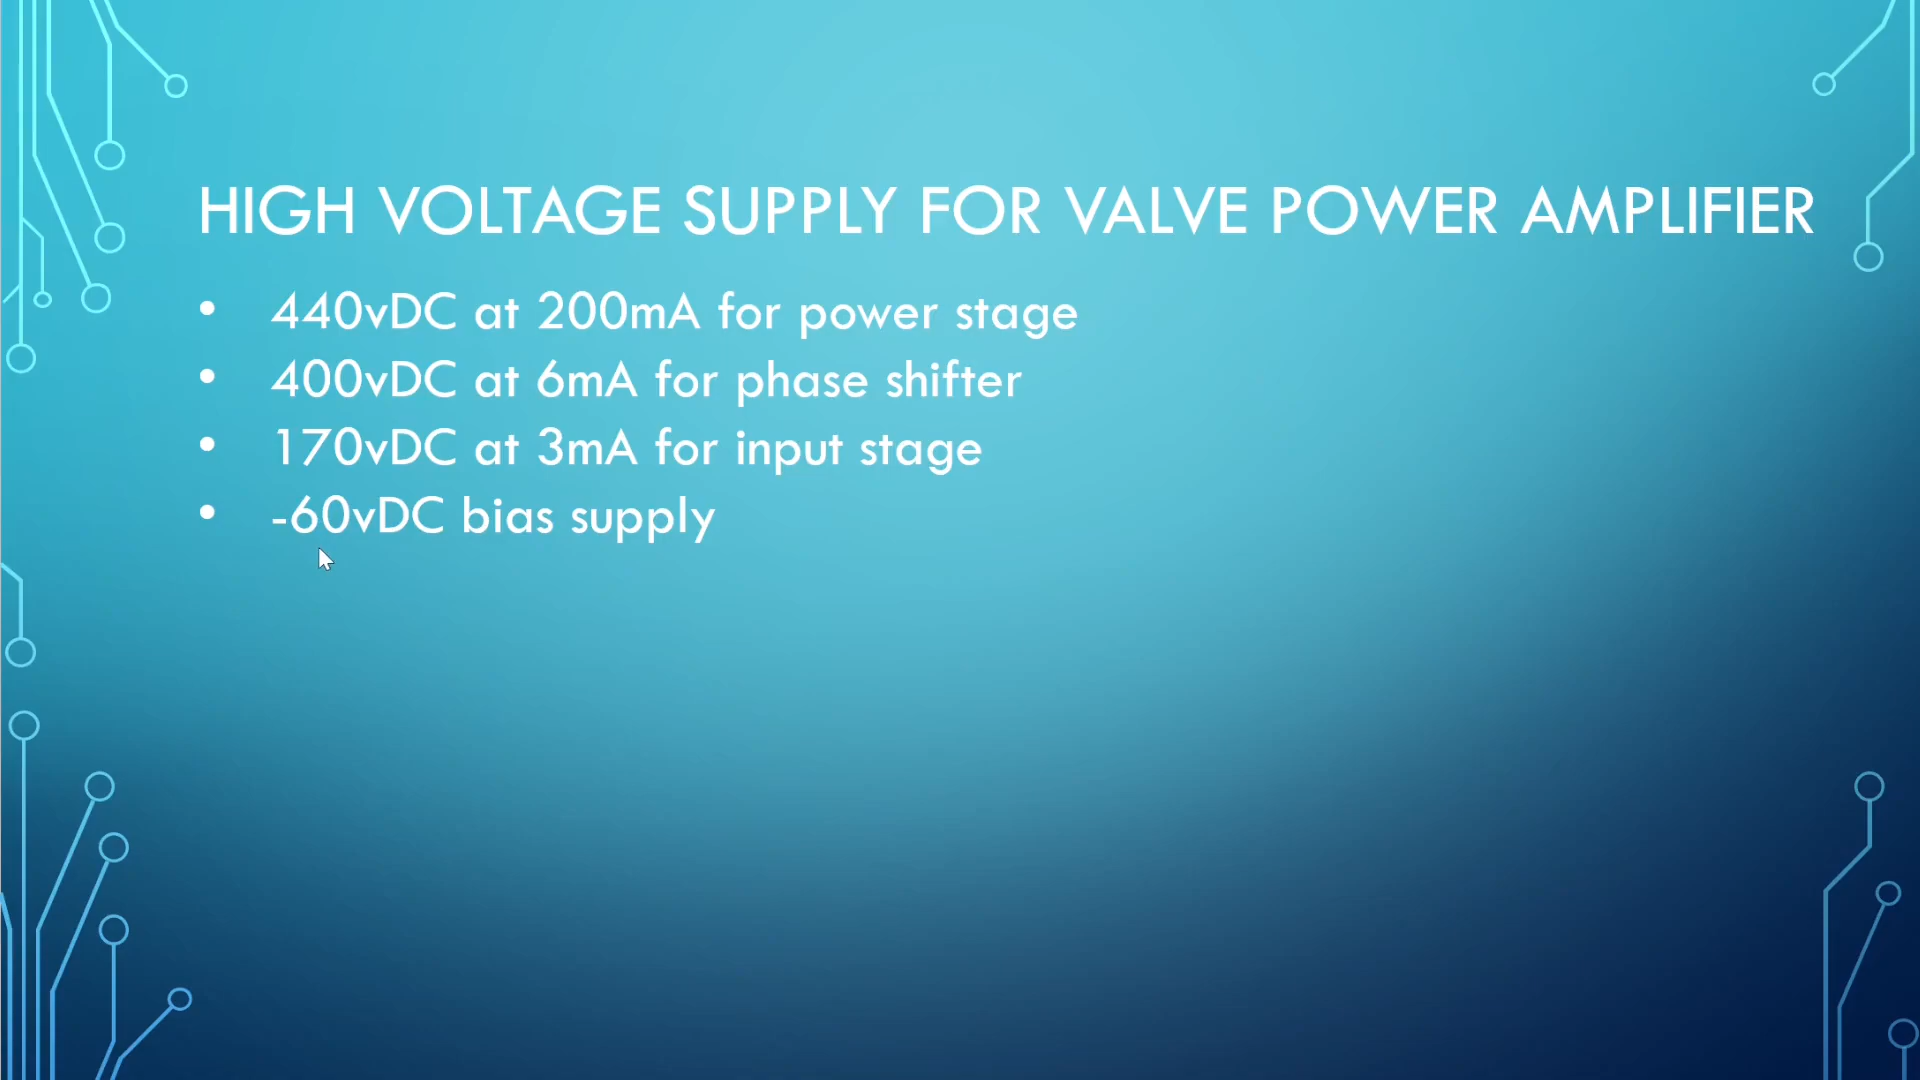 HIGH VOLTAGE SUPPLY FOR VALVE POWER AMPLIFIER
• 440vDC at 200mA for power stage
• 400vDC at 6mA for phase shifter
• 170vDC at 3mA for input stage
• -60vDC bias supply